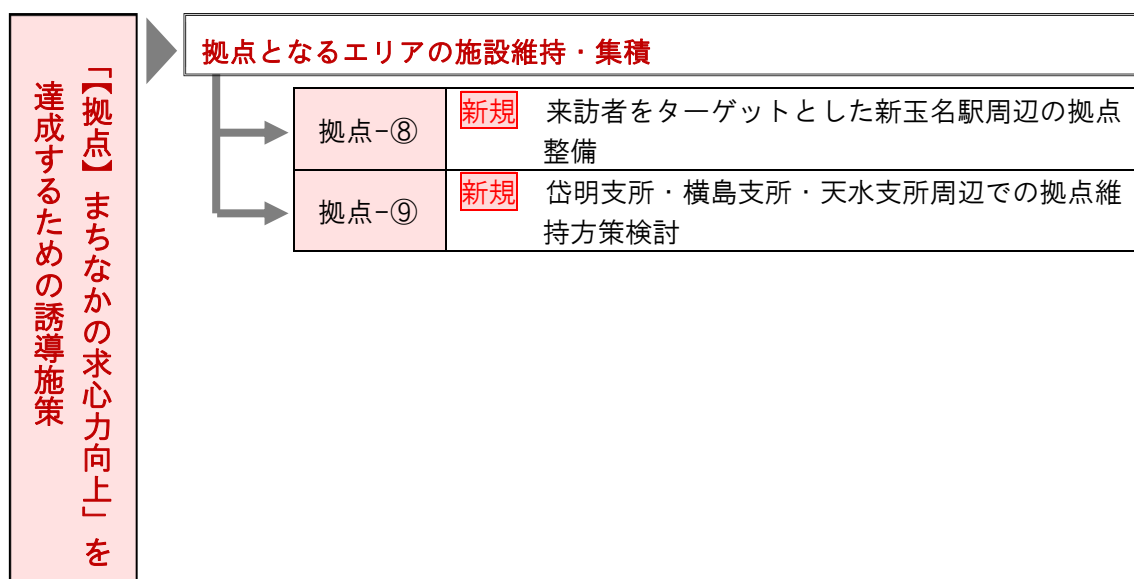 「【拠点】まちなかの求心力向上」を
達成するための誘導施策
拠点となるエリアの施設維持・集積
拠点-⑧
新規 来訪者をターゲットとした新玉名駅周辺の拠点
整備
拠点-⑨
新規 岱明支所・横島支所・天水支所周辺での拠点維
持方策検討